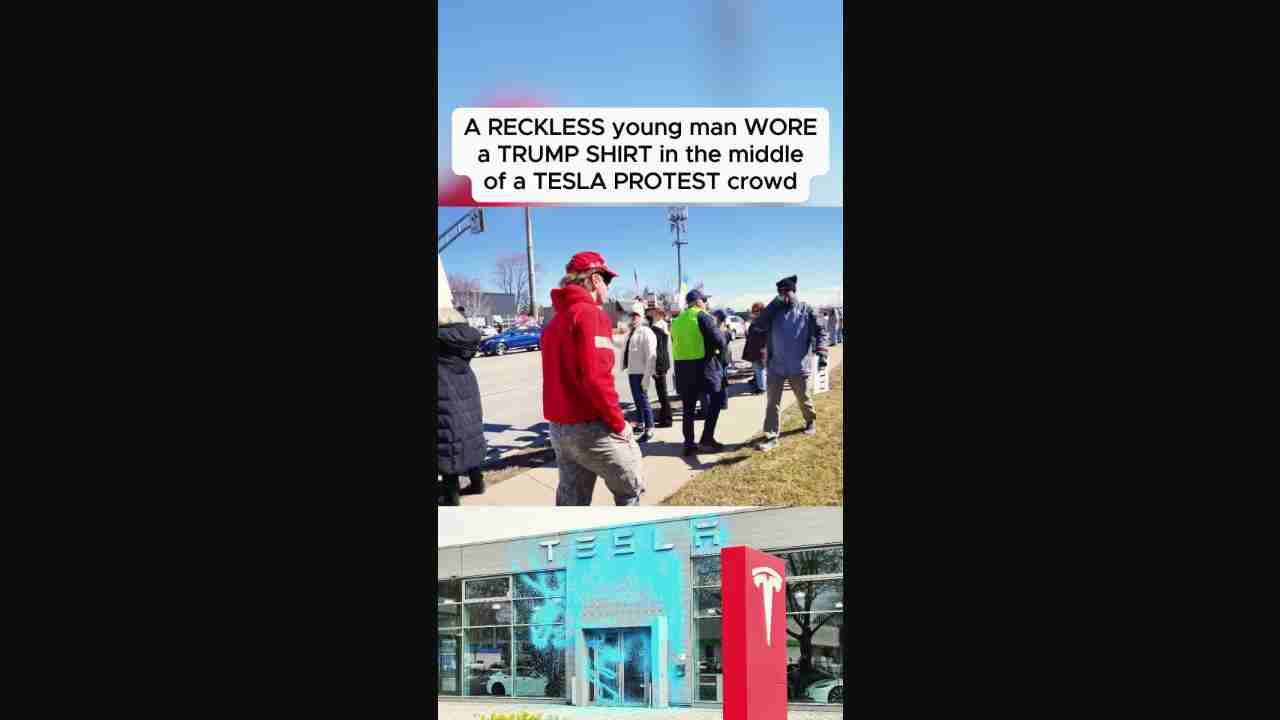 A RECKLESS young man WORE
a TRUMP SHIRT in the middle
of a TESLA PROTEST crowd
TESLA